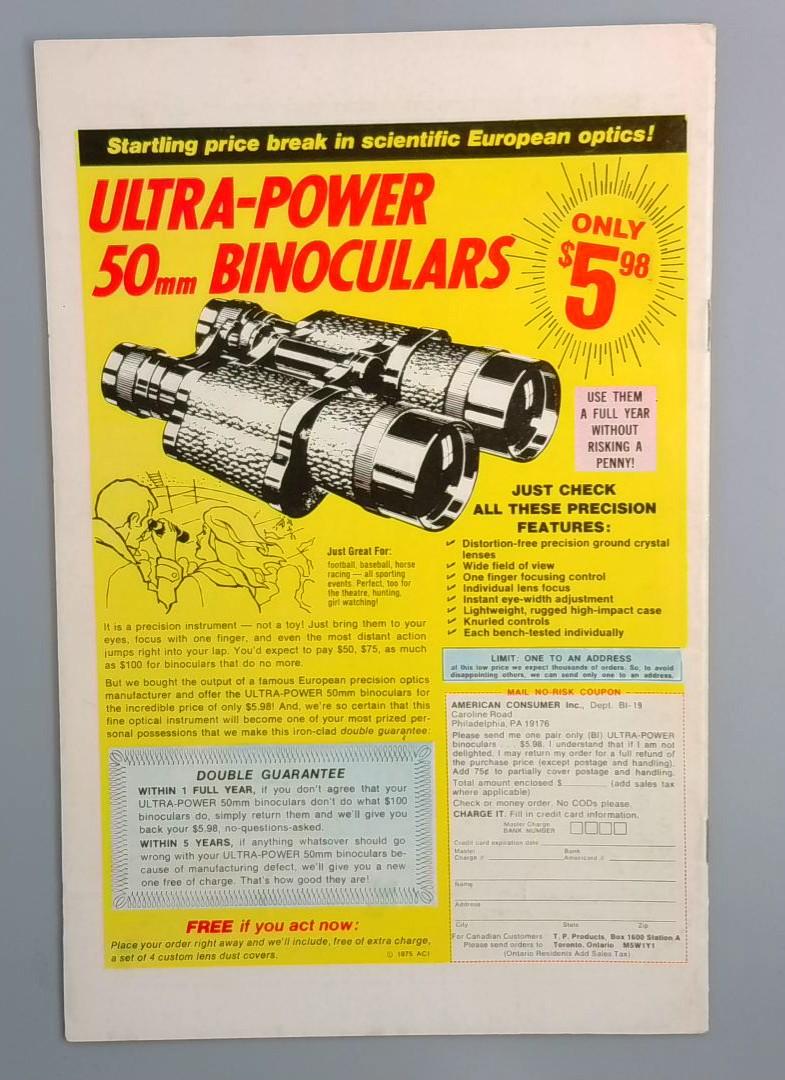 Startling price break in scientific European optics!
ULTRA-POWER
50mm BINOCULARS
ONLY
$5.98
USE THEM
A FULL YEAR
WITHOUT
RISKING A
PENNY!
JUST CHECK
ALL THESE PRECISION
FEATURES:
Distortion-free precision ground crystal
lenses
Wide field of view
One finger focusing control
Individual lens focus
Instant eye-width adjustment
Lightweight, rugged high-impact case
Knurled controls
Each bench-tested individually
Just Great For:
football, baseball, horse
racing — all sporting
events. Perfect, too for
the theatre, hunting,
girl watching!
It is a precision instrument — not a toy! Just bring them to your
eyes, focus with one finger, and even the most distant action
jumps right into your lap. You'd expect to pay $50, $75, as much
as $100 for binoculars that do no more.
But we bought the output of a famous European precision optics
manufacturer and offer the ULTRA-POWER 50mm binoculars for
the incredible price of only $5.98! And, we're so certain that this
fine optical instrument will become one of your most prized per-
sonal possessions that we make this iron-clad double guarantee:
DOUBLE GUARANTEE
WITHIN 1 FULL YEAR, if you don't agree that your
ULTRA-POWER 50mm binoculars don't do what $100
binoculars do, simply return them and we'll give you
back your $5.98, no-questions-asked.
WITHIN 5 YEARS, if anything whatsover should go
wrong with your ULTRA-POWER 50mm binoculars be-
cause of manufacturing defect, we'll give you a new
one free of charge. That's how good they are!
FREE if you act now:
Place your order right away and we'll include, free of extra charge,
a set of 4 custom lens dust covers.
© 1975 ACI
LIMIT: ONE TO AN ADDRESS
at this low price we expect thousands of orders. So, to avoid
disappointing others, we can send only one to an address.
MAIL NO-RISK COUPON
AMERICAN CONSUMER Inc., Dept. BI-19
Caroline Road
Philadelphia, PA 19176
Please send me one pair only (BI) ULTRA-POWER
binoculars . . . $5.98. I understand that if I am not
delighted, I may return my order for a full refund of
the purchase price (except postage and handling).
Add 75¢ to partially cover postage and handling.
Total amount enclosed $ (add sales tax
where applicable)
Check or money order. No CODs please.
CHARGE IT. Fill in credit card information.
Master Charge
BANK NUMBER
Credit card expiration date
Master Bank
Charge # Americard #
Name
Address
City State Zip
For Canadian Customers T. P. Products, Box 1600 Station A
Please send orders to Toronto, Ontario M5W1Y1
(Ontario Residents Add Sales Tax)